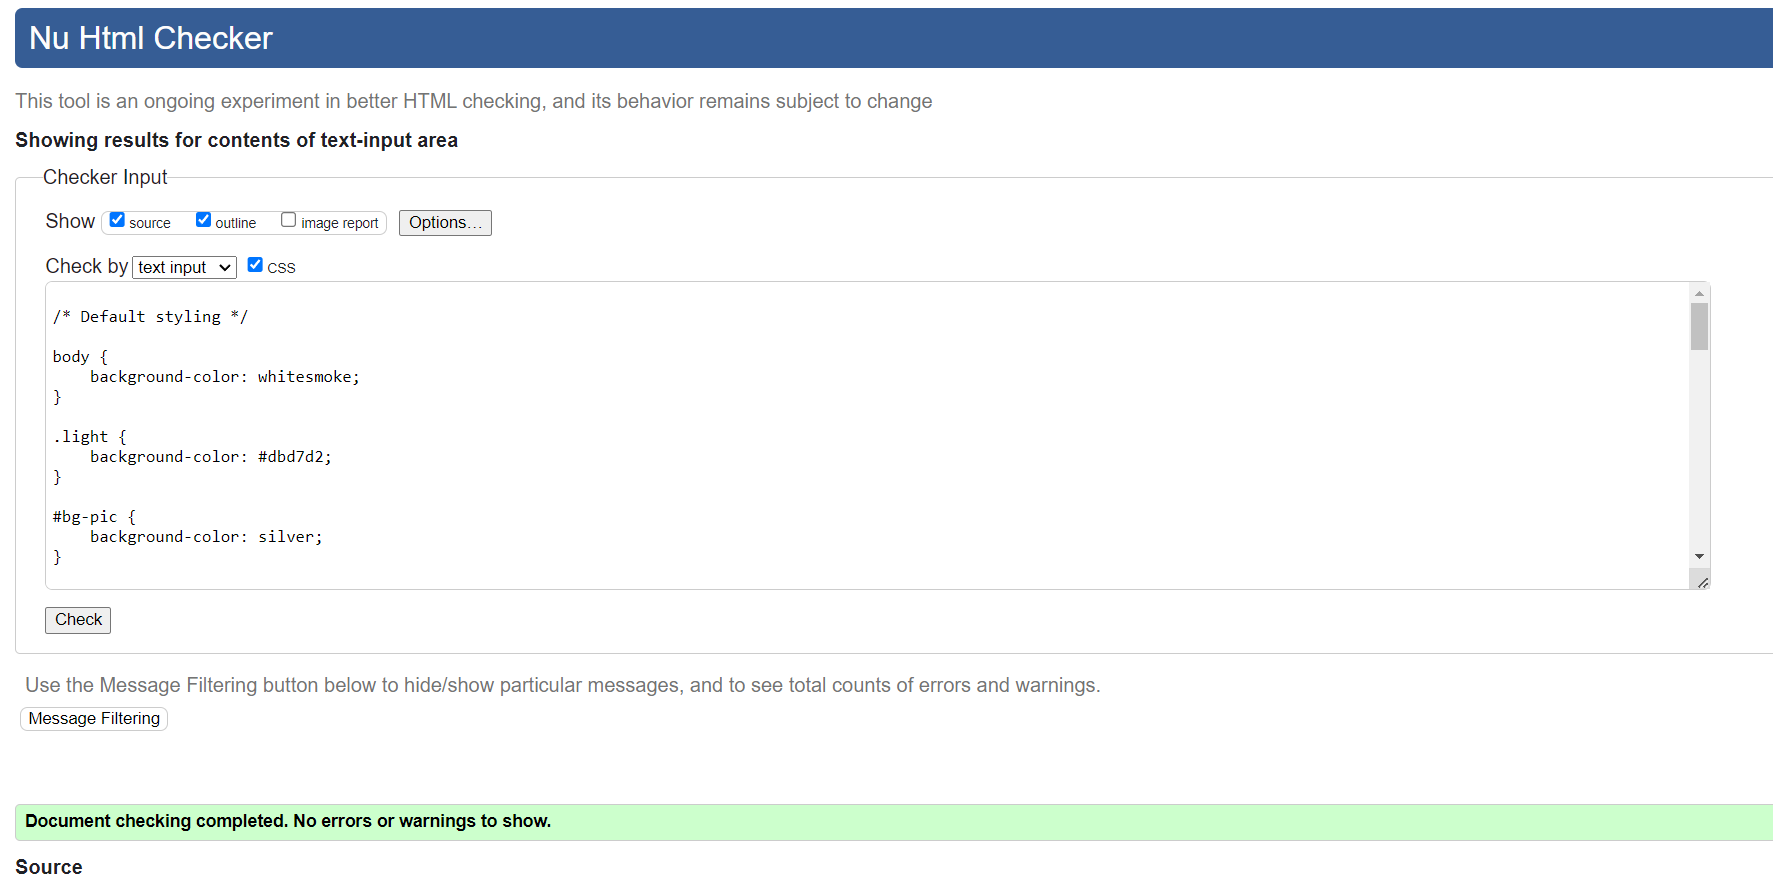 Nu Html Checker
This tool is an ongoing experiment in better HTML checking, and its behavior remains subject to change
Showing results for contents of text-input area
Checker Input
Show source outline image report Options...
Check by text input CSS
/* Default styling */
body {
    background-color: whitesmoke;
}
.light {
    background-color: #dbd7d2;
}
#bg-pic {
    background-color: silver;
}
Check
Use the Message Filtering button below to hide/show particular messages, and to see total counts of errors and warnings.
Message Filtering
Document checking completed. No errors or warnings to show.
Source